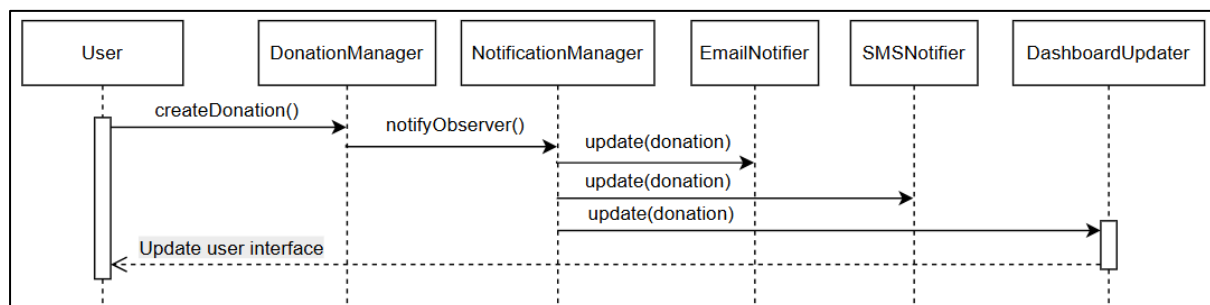 User
DonationManager
NotificationManager
EmailNotifier
SMSNotifier
DashboardUpdater
createDonation()
notifyObserver()
update(donation)
update(donation)
update(donation)
Update user interface